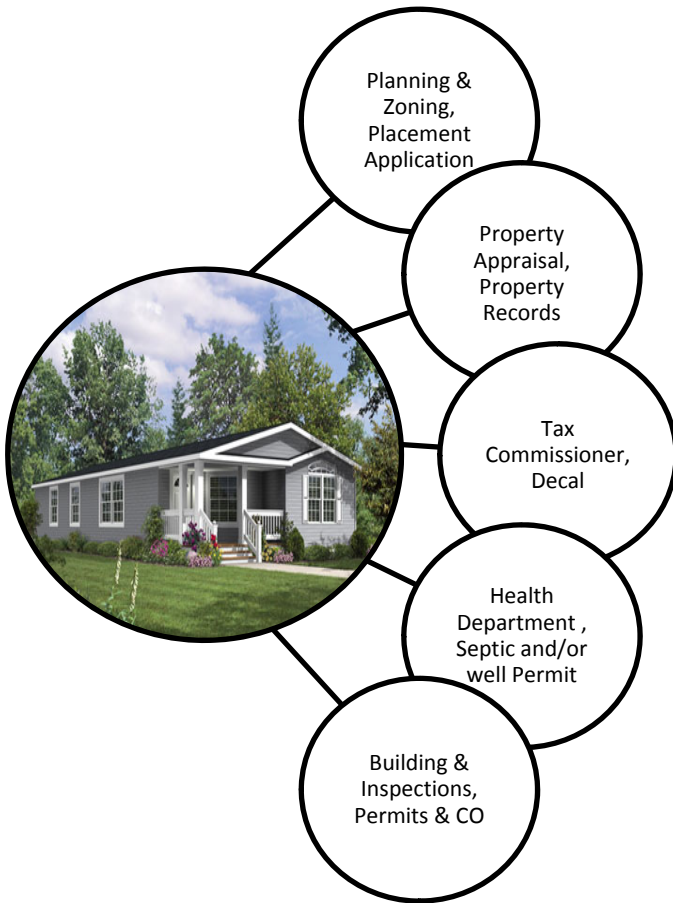 Planning &
Zoning,
Placement
Application
Property
Appraisal,
Property
Records
Tax
Commissioner,
Decal
Health
Department ,
Septic and/or
well Permit
Building &
Inspections,
Permits & CO